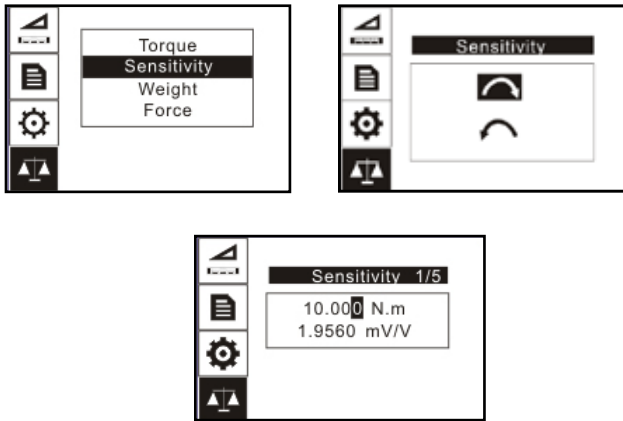 Torque
Sensitivity
Weight
Force
Sensitivity
Sensitivity 1/5
10.000 N.m
1.9560 mV/V